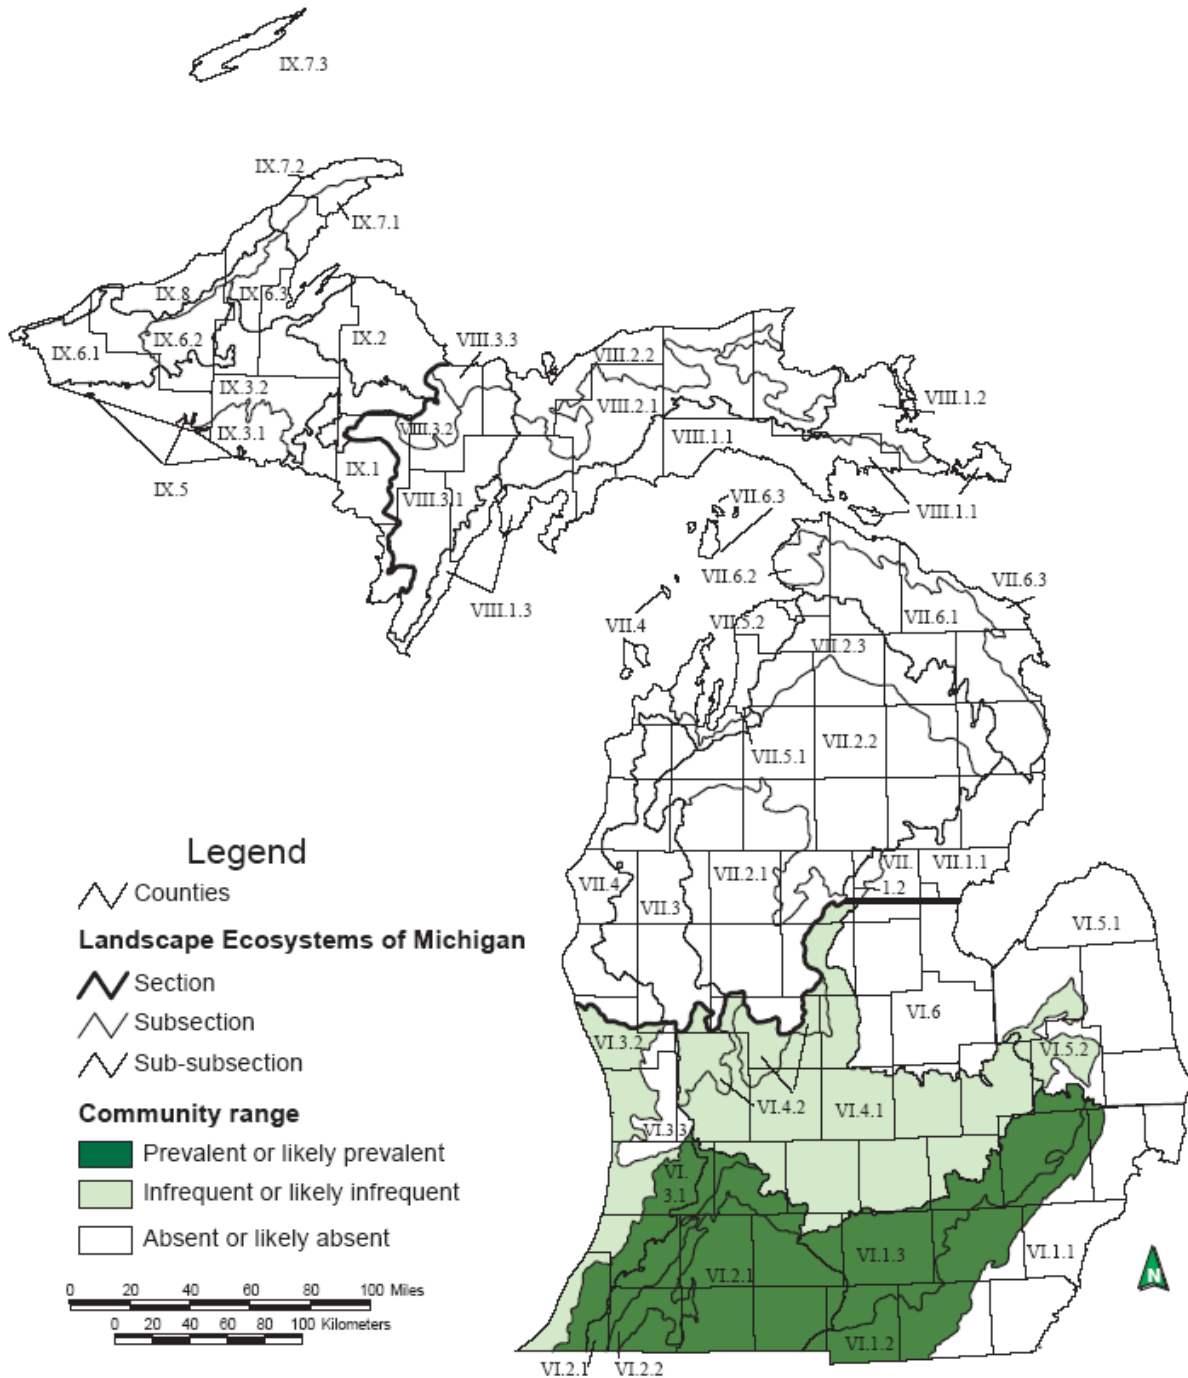 IX.7.3
IX.7.2
IX.7.1
IX.8
IX.6.3
IX.6.2
IX.6.1
IX.2
VIII.3.3
VIII.2.2
VIII.2.1
VIII.1.2
IX.3.2
IX.3.1
VIII.3.2
VIII.1.1
IX.1
IX.5
VIII.3.1
VII.6.3
VIII.1.1
VIII.1.3
VII.6.2
VII.6.3
VII.6.1
VII.4
VII.5.2
VII.2.3
VII.5.1
VII.2.2
VII.4
VII.3
VII.2.1
VII.
1.2
VII.1.1
VI.5.1
VI.6
VI.3.2
VI.5.2
VI.4.2
VI.4.1
VI.3.3
VI.
3.1
VI.1.3
VI.1.1
VI.2.1
VI.1.2
VI.2.1
VI.2.2
Legend
Counties
Landscape Ecosystems of Michigan
Section
Subsection
Sub-subsection
Community range
Prevalent or likely prevalent
Infrequent or likely infrequent
Absent or likely absent
0 20 40 60 80 100 Miles
0 20 40 60 80 100 Kilometers
N